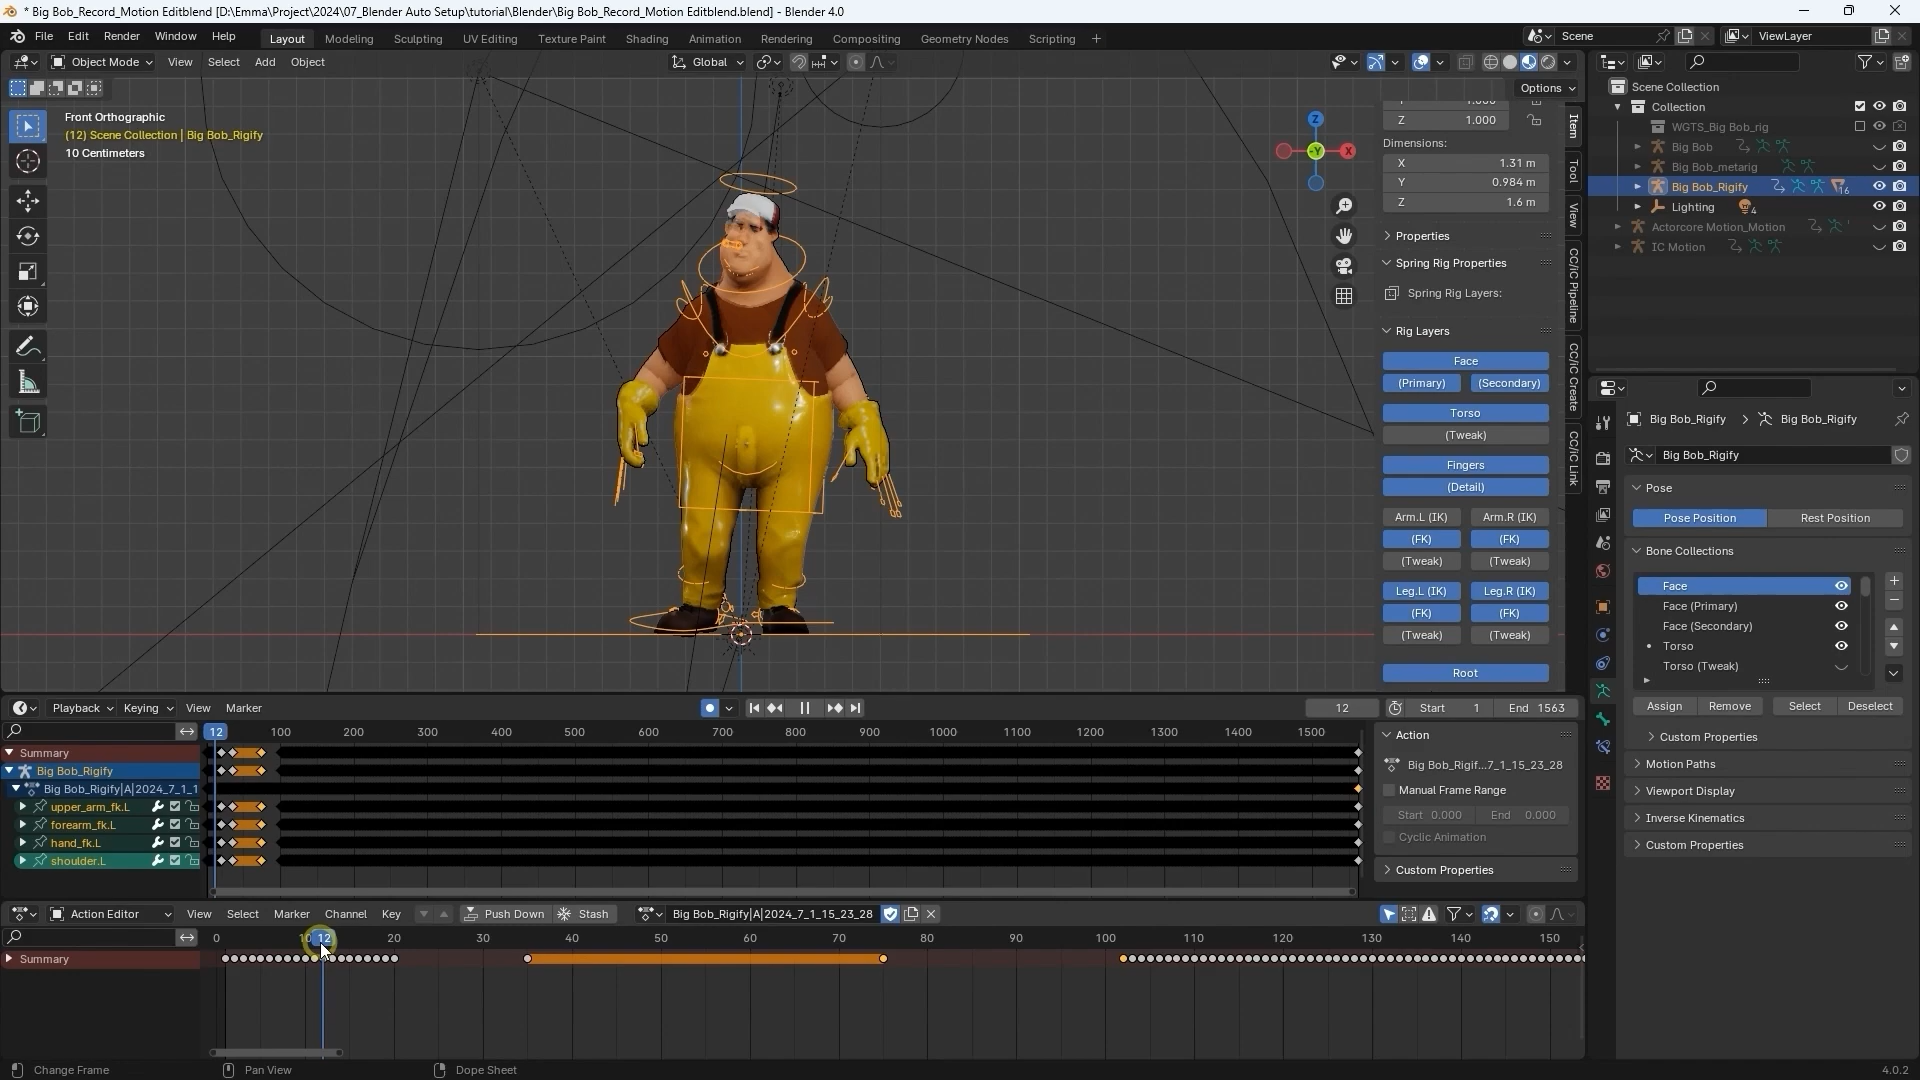 * Big Bob_Record_Motion Editblend.blend] [D:\Emma\Project\2024\07_Blender Auto Setup\tutorial\Blender\Big Bob_Record_Motion Editblend.blend] - Blender 4.0
File Edit Render Window Help Layout Modeling Sculpting UV Editing Texture Paint Shading Animation Rendering Compositing Geometry Nodes Scripting + Scene ViewLayer
Object Mode View Select Add Object Global
Options
Front Orthographic
(12) Scene Collection | Big Bob_Rigify
10 Centimeters
Z
X
-Y
Z 1.000
Dimensions:
X 1.31 m
Y 0.984 m
Z 1.6 m
Properties
Spring Rig Properties
Spring Rig Layers:
Rig Layers
Face
(Primary) (Secondary)
Torso
(Tweak)
Fingers
(Detail)
Arm.L (IK) Arm.R (IK)
(FK) (FK)
(Tweak) (Tweak)
Leg.L (IK) Leg.R (IK)
(FK) (FK)
(Tweak) (Tweak)
Root
Item
Tool
View
CC/iC Pipeline
CC/iC Create
CC/iC Link
Scene Collection
Collection
WGTS_Big Bob_rig
Big Bob
Big Bob_metarig
Big Bob_Rigify 16
Lighting 4
Actorcore Motion_Motion
IC Motion
Big Bob_Rigify > Big Bob_Rigify
Big Bob_Rigify
Pose
Pose Position Rest Position
Bone Collections
Face
Face (Primary)
Face (Secondary)
Torso
Torso (Tweak)
Assign Remove Select Deselect
Custom Properties
Motion Paths
Viewport Display
Inverse Kinematics
Custom Properties
Playback Keying View Marker 12 Start 1 End 1563
12 100 200 300 400 500 600 700 800 900 1000 1100 1200 1300 1400 1500
Summary
Big Bob_Rigify
Big Bob_Rigify|A|2024_7_1_1
upper_arm_fk.L
forearm_fk.L
hand_fk.L
shoulder.L
Action
Big Bob_Rigif...7_1_15_23_28
Manual Frame Range
Start 0.000 End 0.000
Cyclic Animation
Custom Properties
Action Editor View Select Marker Channel Key Push Down Stash Big Bob_Rigify|A|2024_7_1_15_23_28
0 10 12 20 30 40 50 60 70 80 90 100 110 120 130 140 150
Summary
Change Frame Pan View Dope Sheet 4.0.2